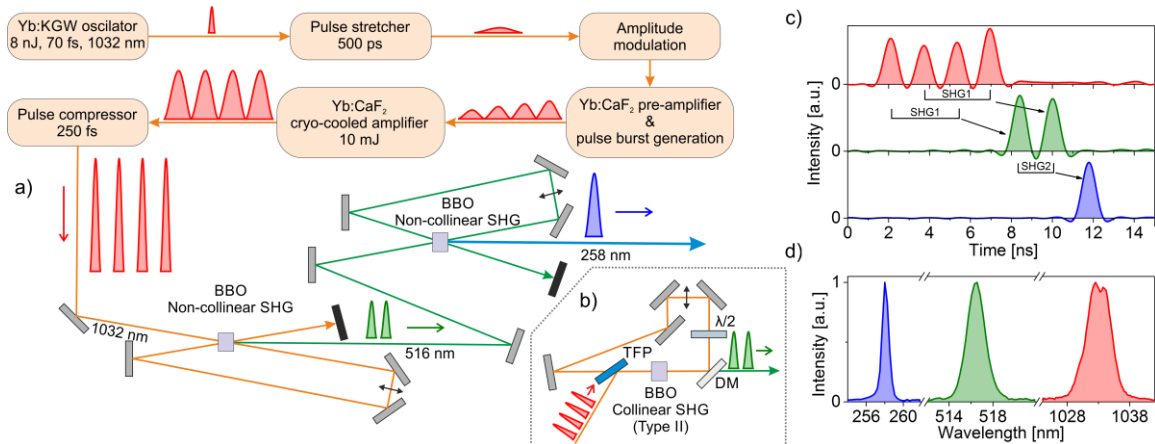 Yb:KGW oscilator
8 nJ, 70 fs, 1032 nm
Pulse stretcher
500 ps
Amplitude
modulation
Pulse compressor
250 fs
Yb:CaF₂
cryo-cooled amplifier
10 mJ
Yb:CaF₂ pre-amplifier
&
pulse burst generation
a)
BBO
Non-collinear SHG
258 nm
BBO
Non-collinear SHG
1032 nm
516 nm
b)
λ/2
TFP
DM
BBO
Collinear SHG
(Type II)
c)
Intensity [a.u.]
0
SHG1
SHG1
0
SHG2
0
0 2 4 6 8 10 12 14
Time [ns]
d)
Intensity [a.u.]
1
0
256 260 514 518 1028 1038
Wavelength [nm]